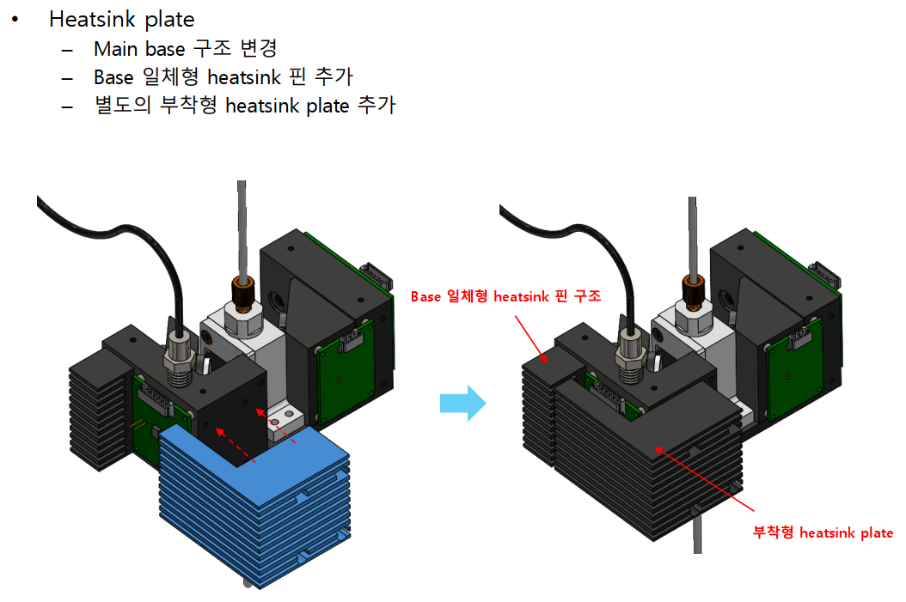 • Heatsink plate
– Main base 구조 변경
– Base 일체형 heatsink 핀 추가
– 별도의 부착형 heatsink plate 추가
Base 일체형 heatsink 핀 구조
부착형 heatsink plate